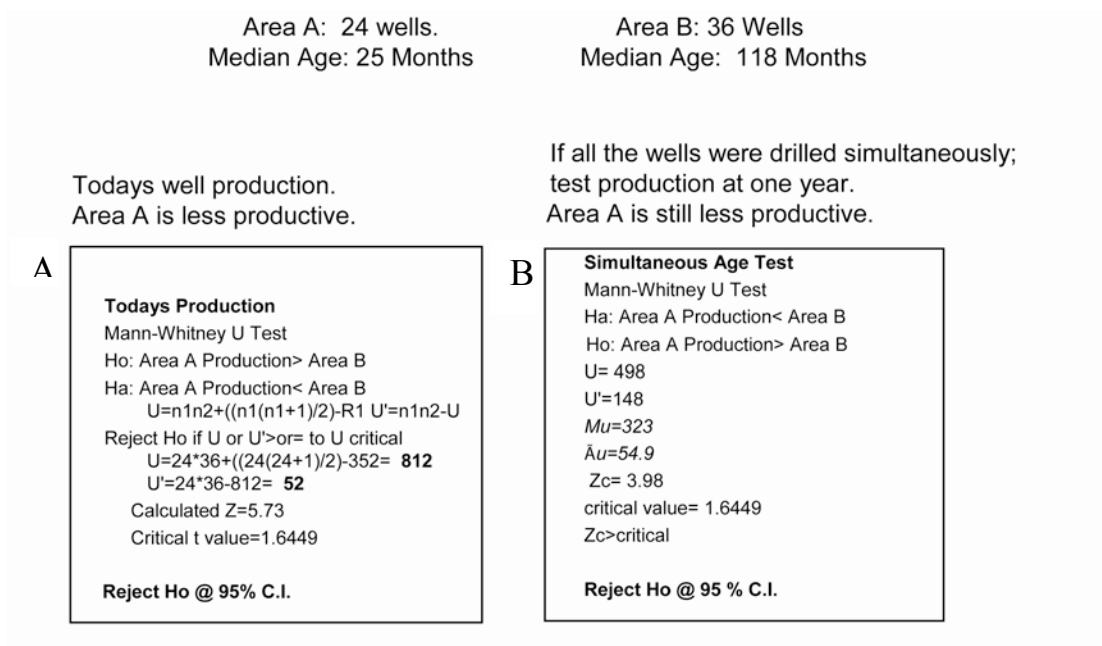 Area A: 24 wells.
Median Age: 25 Months
Area B: 36 Wells
Median Age: 118 Months
Todays well production.
Area A is less productive.
If all the wells were drilled simultaneously;
test production at one year.
Area A is still less productive.
A
Todays Production
Mann-Whitney U Test
Ho: Area A Production> Area B
Ha: Area A Production< Area B
U=n1n2+((n1(n1+1)/2)-R1 U'=n1n2-U
Reject Ho if U or U'>or= to U critical
U=24*36+((24(24+1)/2)-352= 812
U'=24*36-812= 52
Calculated Z=5.73
Critical t value=1.6449
Reject Ho @ 95% C.I.
B
Simultaneous Age Test
Mann-Whitney U Test
Ha: Area A Production< Area B
Ho: Area A Production> Area B
U= 498
U'=148
Mu=323
Āu=54.9
Zc= 3.98
critical value= 1.6449
Zc>critical
Reject Ho @ 95 % C.I.